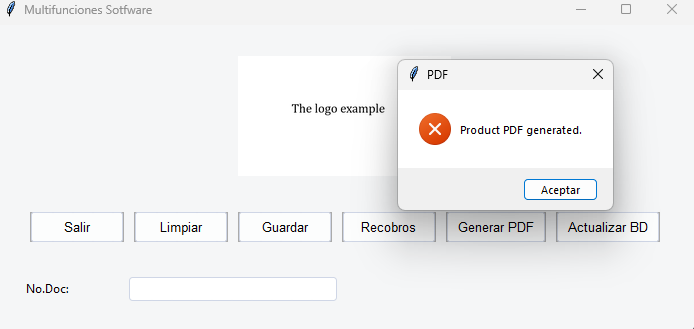 Multifunciones Sotfware
PDF
The logo example
Product PDF generated.
Aceptar
Salir
Limpiar
Guardar
Recobros
Generar PDF
Actualizar BD
No.Doc: